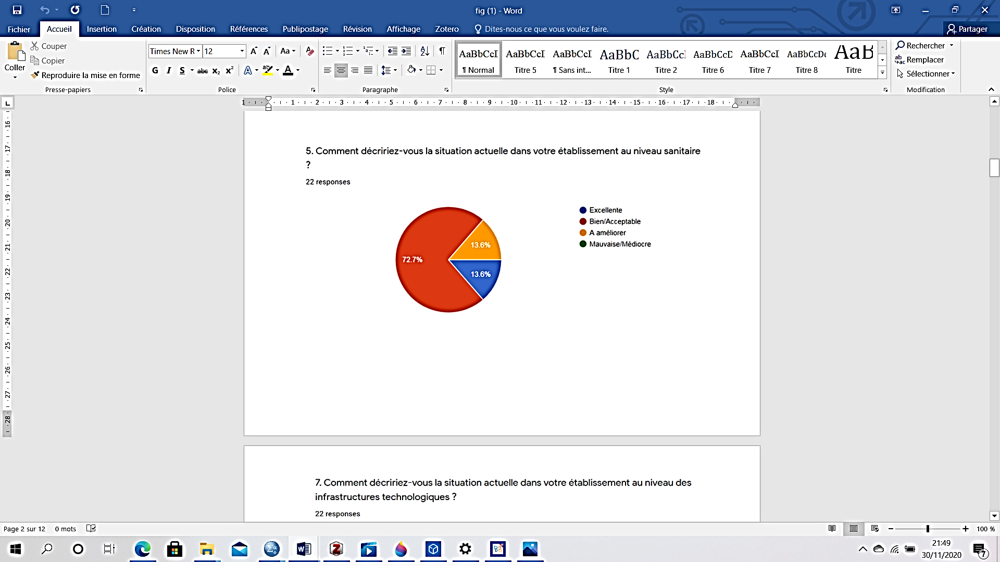 fig (1) - Word
Fichier Accueil Insertion Création Disposition Références Publipostage Révision Affichage Zotero Dites-nous ce que vous voulez faire. Partager
Coller
Couper
Copier
Reproduire la mise en forme
Presse-papiers
Times New R 12
Aa
G I S abc x₂ x² A ab A
Police
Paragraphe
AaBbCcI AaBbCcI AaBbCcI AaBbC AaBbCcI AaBbCcD AaBbCcI AaBbCcDc AaB
¶ Normal Titre 5 ¶ Sans int... Titre 1 Titre 2 Titre 6 Titre 7 Titre 8 Titre
Style
Rechercher
Remplacer
Sélectionner
Modification
1 1 2 3 4 5 6 7 8 9 10 11 12 13 14 15 16 17 18
16 17 18 19 20 21 22 23 24 25 26 27 28
5. Comment décririez-vous la situation actuelle dans votre établissement au niveau sanitaire
?
22 responses
72.7%
13.6%
13.6%
Excellente
Bien/Acceptable
A améliorer
Mauvaise/Médiocre
7. Comment décririez-vous la situation actuelle dans votre établissement au niveau des
infrastructures technologiques ?
22 responses
Page 2 sur 12 0 mots 100 %
21:49
30/11/2020
7